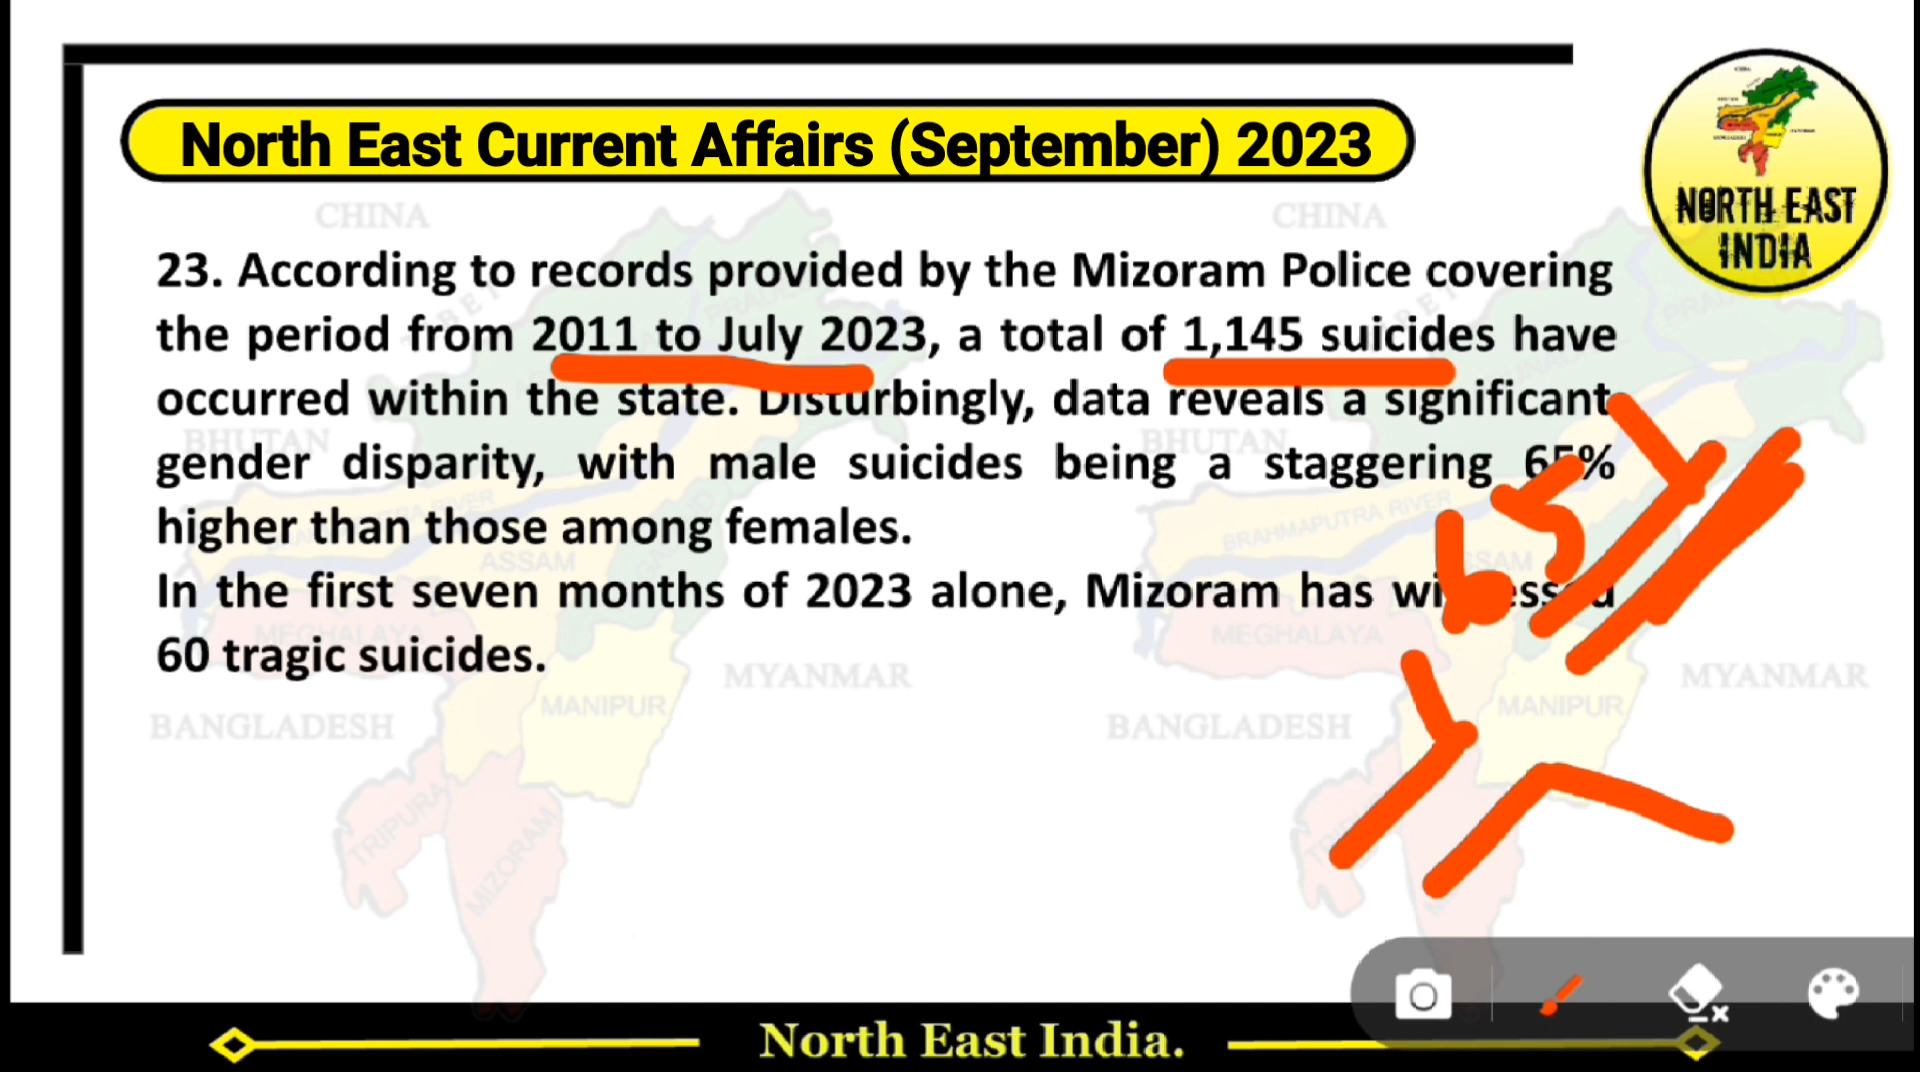 North East Current Affairs (September) 2023
NORTH EAST
INDIA
23. According to records provided by the Mizoram Police covering
the period from 2011 to July 2023, a total of 1,145 suicides have
occurred within the state. Disturbingly, data reveals a significant
gender disparity, with male suicides being a staggering 65%
higher than those among females.
In the first seven months of 2023 alone, Mizoram has witnessed
60 tragic suicides.
65
CHINA
CHINA
BHUTAN
BHUTAN
BRAHMAPUTRA RIVER
ASSAM
ASSAM
MEGHALAYA
MEGHALAYA
MYANMAR
MYANMAR
MANIPUR
MANIPUR
BANGLADESH
BANGLADESH
TRIPURA
MIZORAM
North East India.